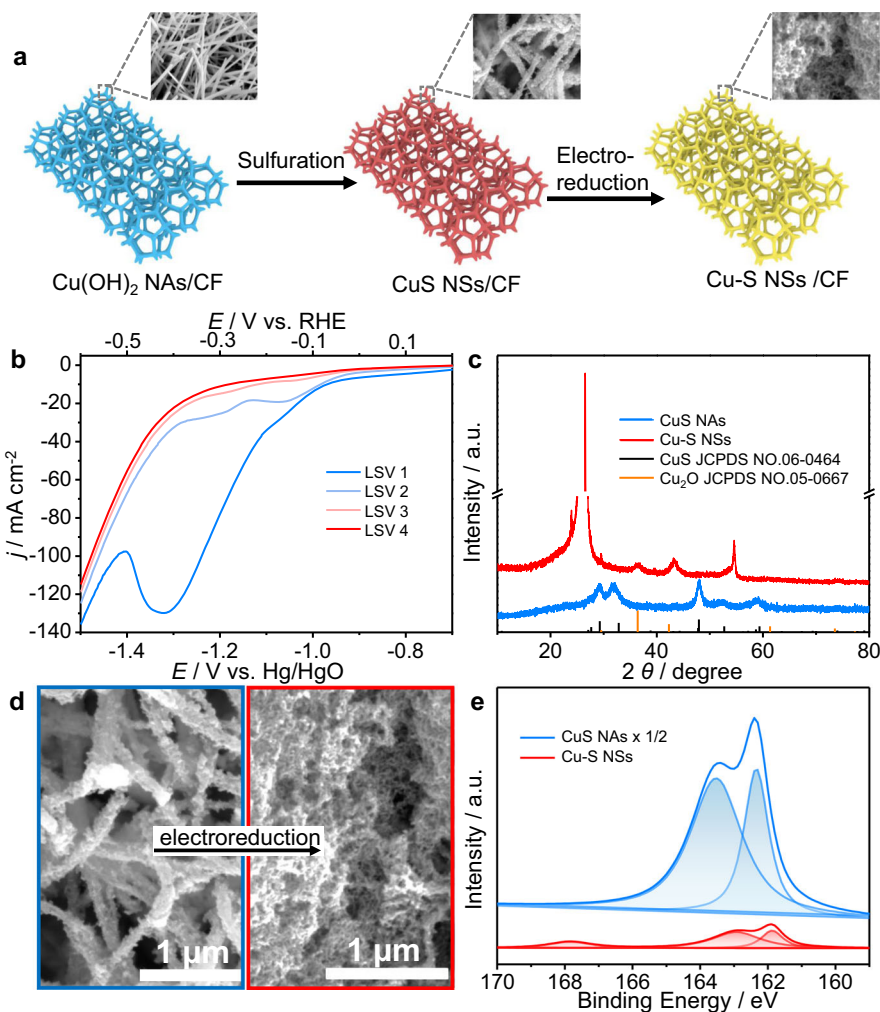 a
Sulfuration
Electro-
reduction
Cu(OH)₂ NAs/CF
CuS NSs/CF
Cu-S NSs /CF
b
E / V vs. RHE
-0.5
-0.3
-0.1
0.1
0
-20
-40
-60
-80
-100
-120
-140
j / mA cm⁻²
LSV 1
LSV 2
LSV 3
LSV 4
-1.4
-1.2
-1.0
-0.8
E / V vs. Hg/HgO
c
Intensity / a.u.
CuS NAs
Cu-S NSs
CuS JCPDS NO.06-0464
Cu₂O JCPDS NO.05-0667
20
40
60
80
2 θ / degree
d
electroreduction
1 µm
1 µm
e
Intensity / a.u.
CuS NAs x 1/2
Cu-S NSs
170
168
166
164
162
160
Binding Energy / eV